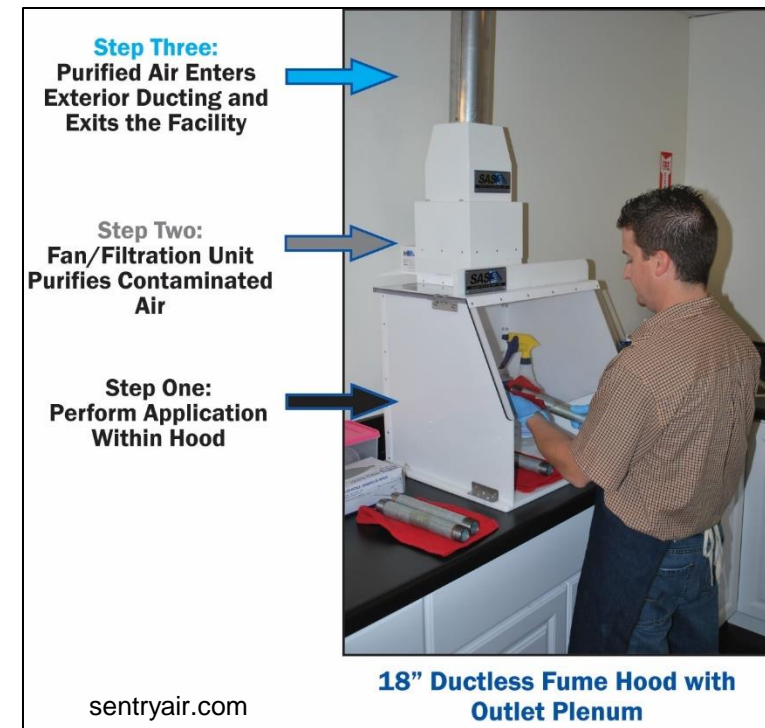 Step Three:
Purified Air Enters
Exterior Ducting and
Exits the Facility
SAS
Step Two:
Fan/Filtration Unit
Purifies Contaminated
Air
SAS
Step One:
Perform Application
Within Hood
sentryair.com
18" Ductless Fume Hood with
Outlet Plenum